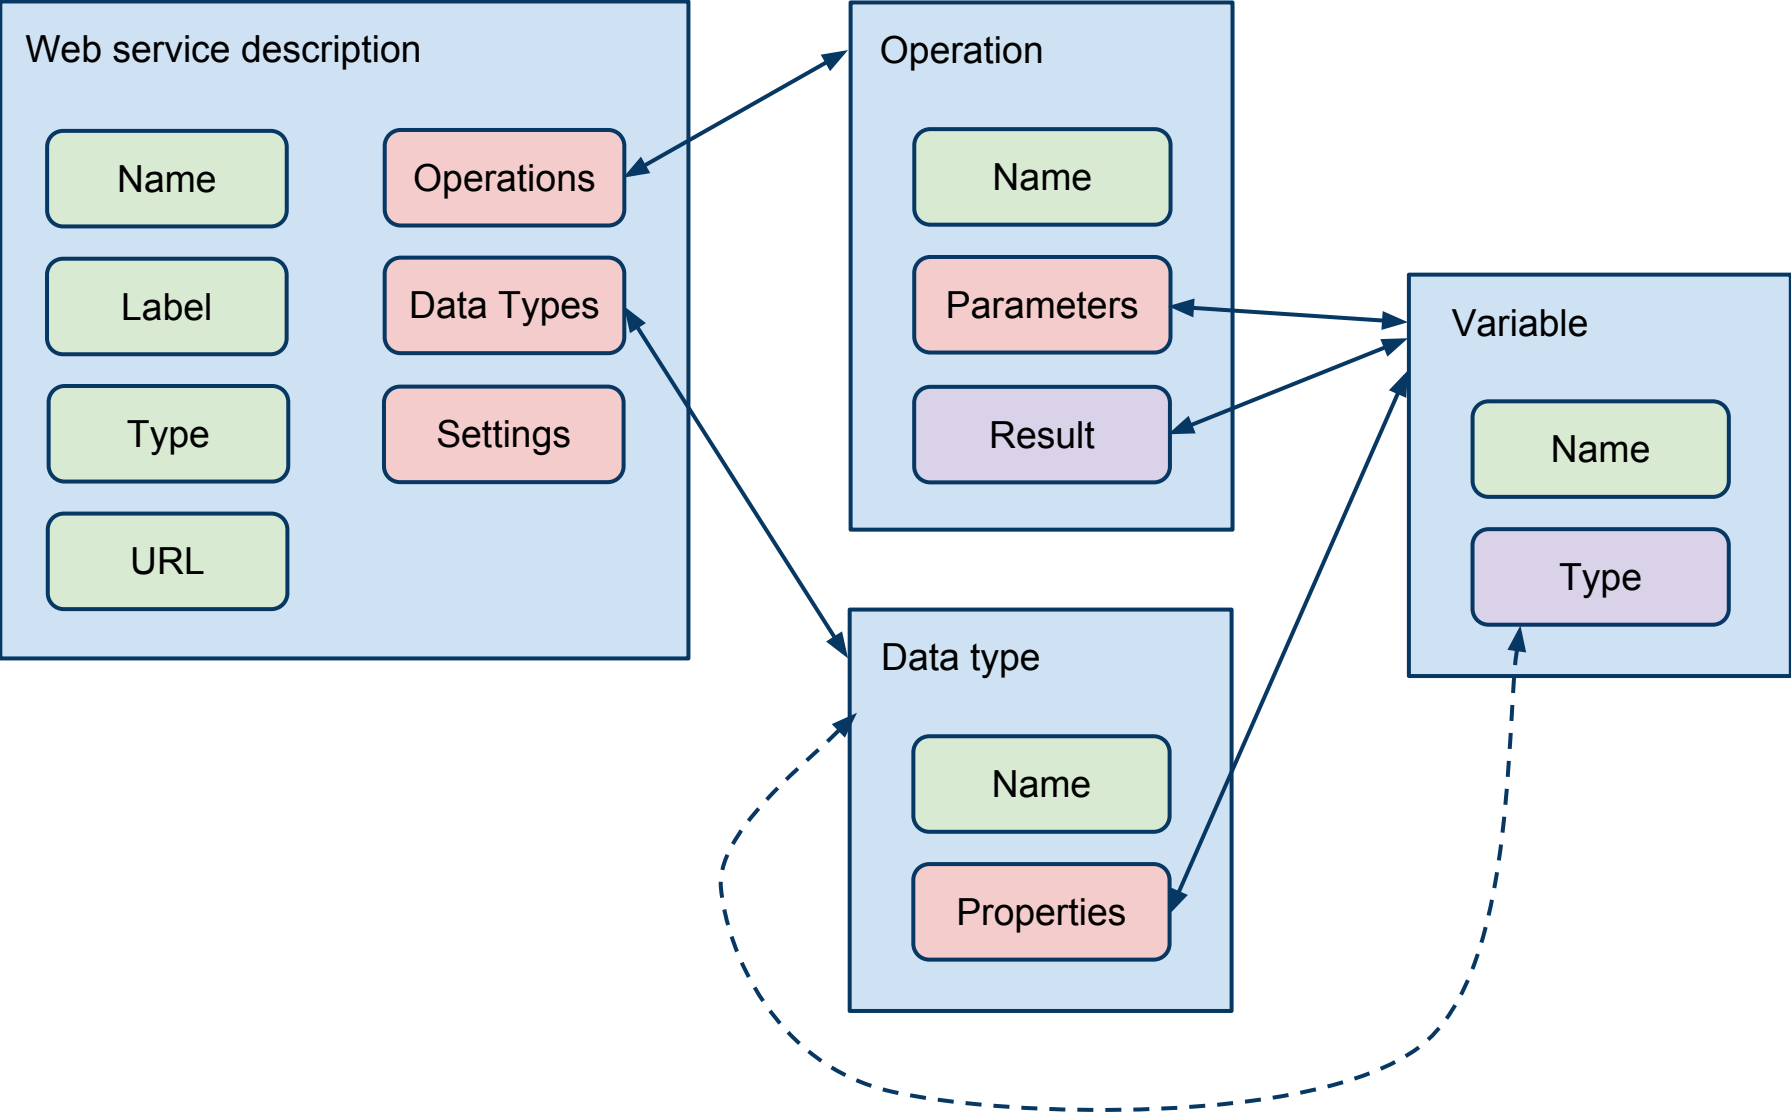 Web service description
Name
Operations
Label
Data Types
Type
Settings
URL
Operation
Name
Parameters
Result
Data type
Name
Properties
Variable
Name
Type